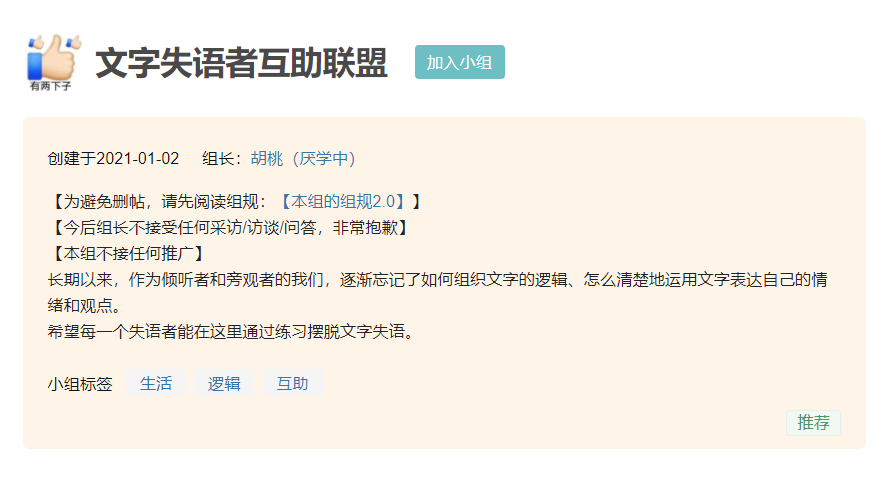 文字失语者互助联盟
加入小组
有两下子
创建于2021-01-02 组长：胡桃（厌学中）
【为避免删帖，请先阅读组规：【本组的组规2.0】】
【今后组长不接受任何采访/访谈/问答，非常抱歉】
【本组不接任何推广】
长期以来，作为倾听者和旁观者的我们，逐渐忘记了如何组织文字的逻辑、怎么清楚地运用文字表达自己的情
绪和观点。
希望每一个失语者能在这里通过练习摆脱文字失语。
小组标签 生活 逻辑 互助
推荐